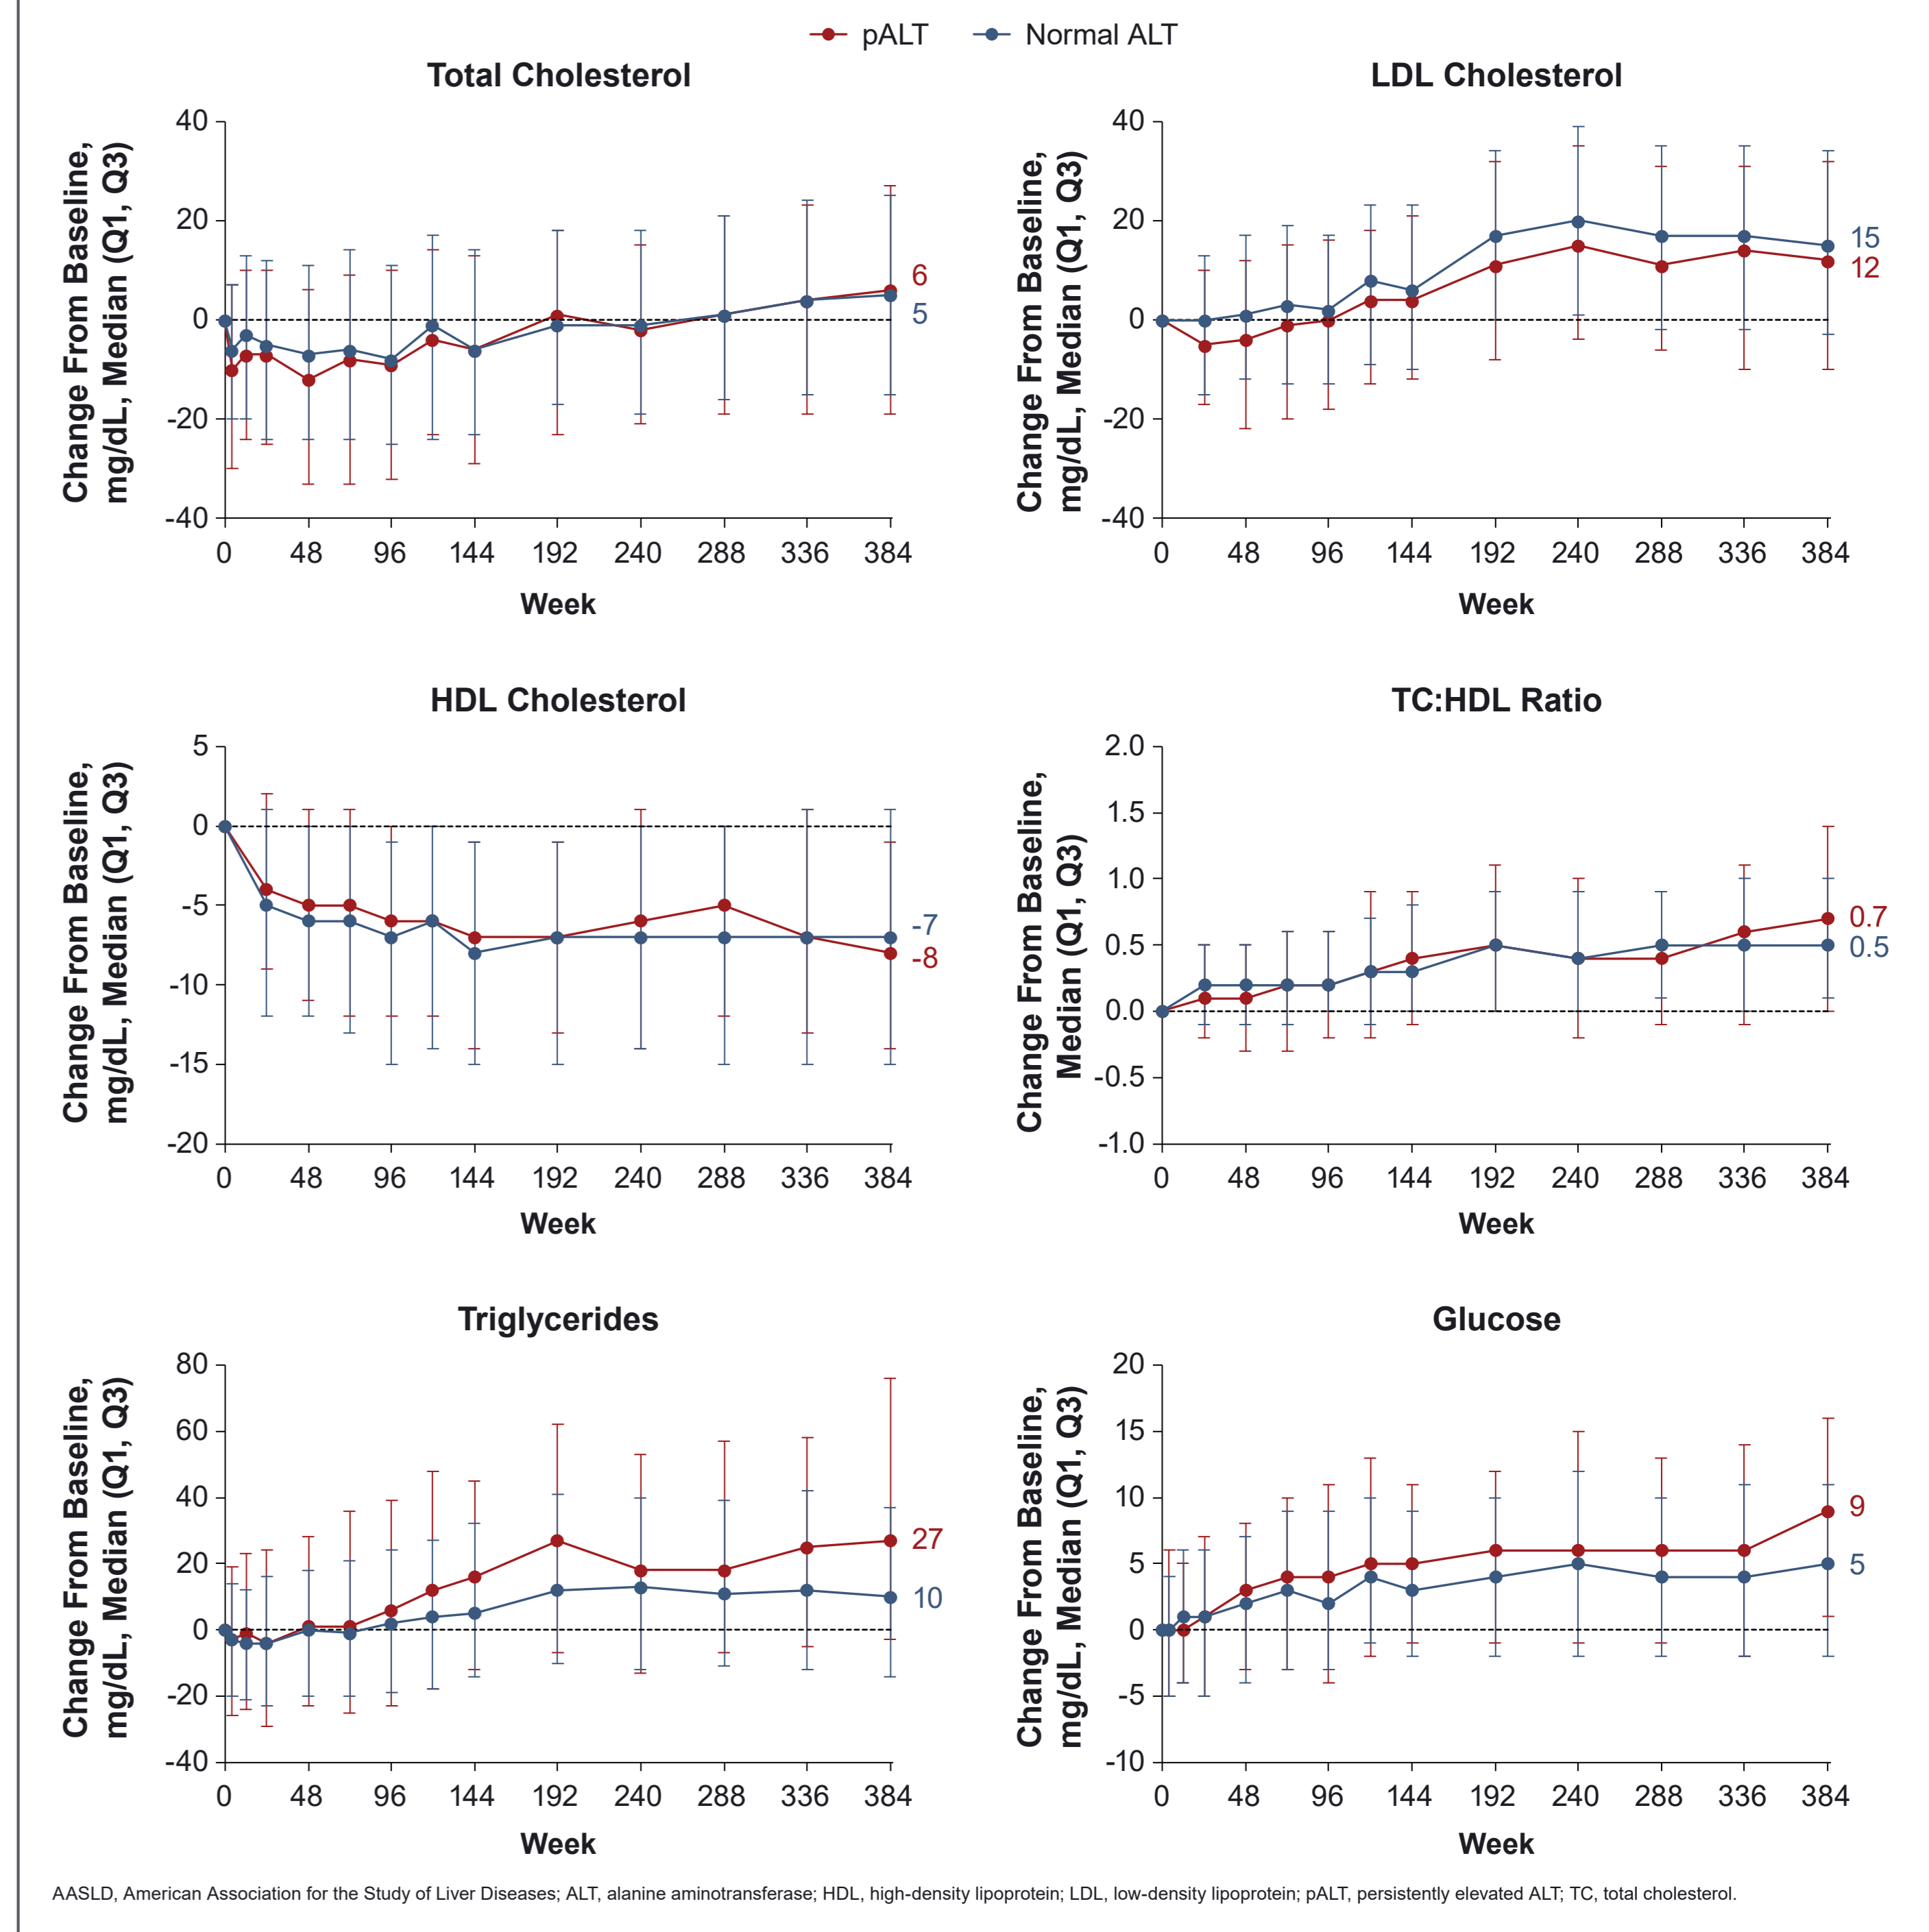 pALT Normal ALT
Total Cholesterol
Change From Baseline,
mg/dL, Median (Q1, Q3)
40
20
0
-20
-40
6
5
0 48 96 144 192 240 288 336 384
Week
LDL Cholesterol
Change From Baseline,
mg/dL, Median (Q1, Q3)
40
20
0
-20
-40
15
12
0 48 96 144 192 240 288 336 384
Week
HDL Cholesterol
Change From Baseline,
mg/dL, Median (Q1, Q3)
5
0
-5
-10
-15
-20
-7
-8
0 48 96 144 192 240 288 336 384
Week
TC:HDL Ratio
Change From Baseline,
Median (Q1, Q3)
2.0
1.5
1.0
0.5
0.0
-0.5
-1.0
0.7
0.5
0 48 96 144 192 240 288 336 384
Week
Triglycerides
Change From Baseline,
mg/dL, Median (Q1, Q3)
80
60
40
20
0
-20
-40
27
10
0 48 96 144 192 240 288 336 384
Week
Glucose
Change From Baseline,
mg/dL, Median (Q1, Q3)
20
15
10
5
0
-5
-10
9
5
0 48 96 144 192 240 288 336 384
Week
AASLD, American Association for the Study of Liver Diseases; ALT, alanine aminotransferase; HDL, high-density lipoprotein; LDL, low-density lipoprotein; pALT, persistently elevated ALT; TC, total cholesterol.